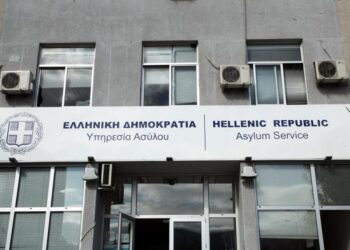 ΕΛΛΗΝΙΚΗ ΔΗΜΟΚΡΑΤΙΑ
Υπηρεσία Ασύλου
HELLENIC REPUBLIC
Asylum Service